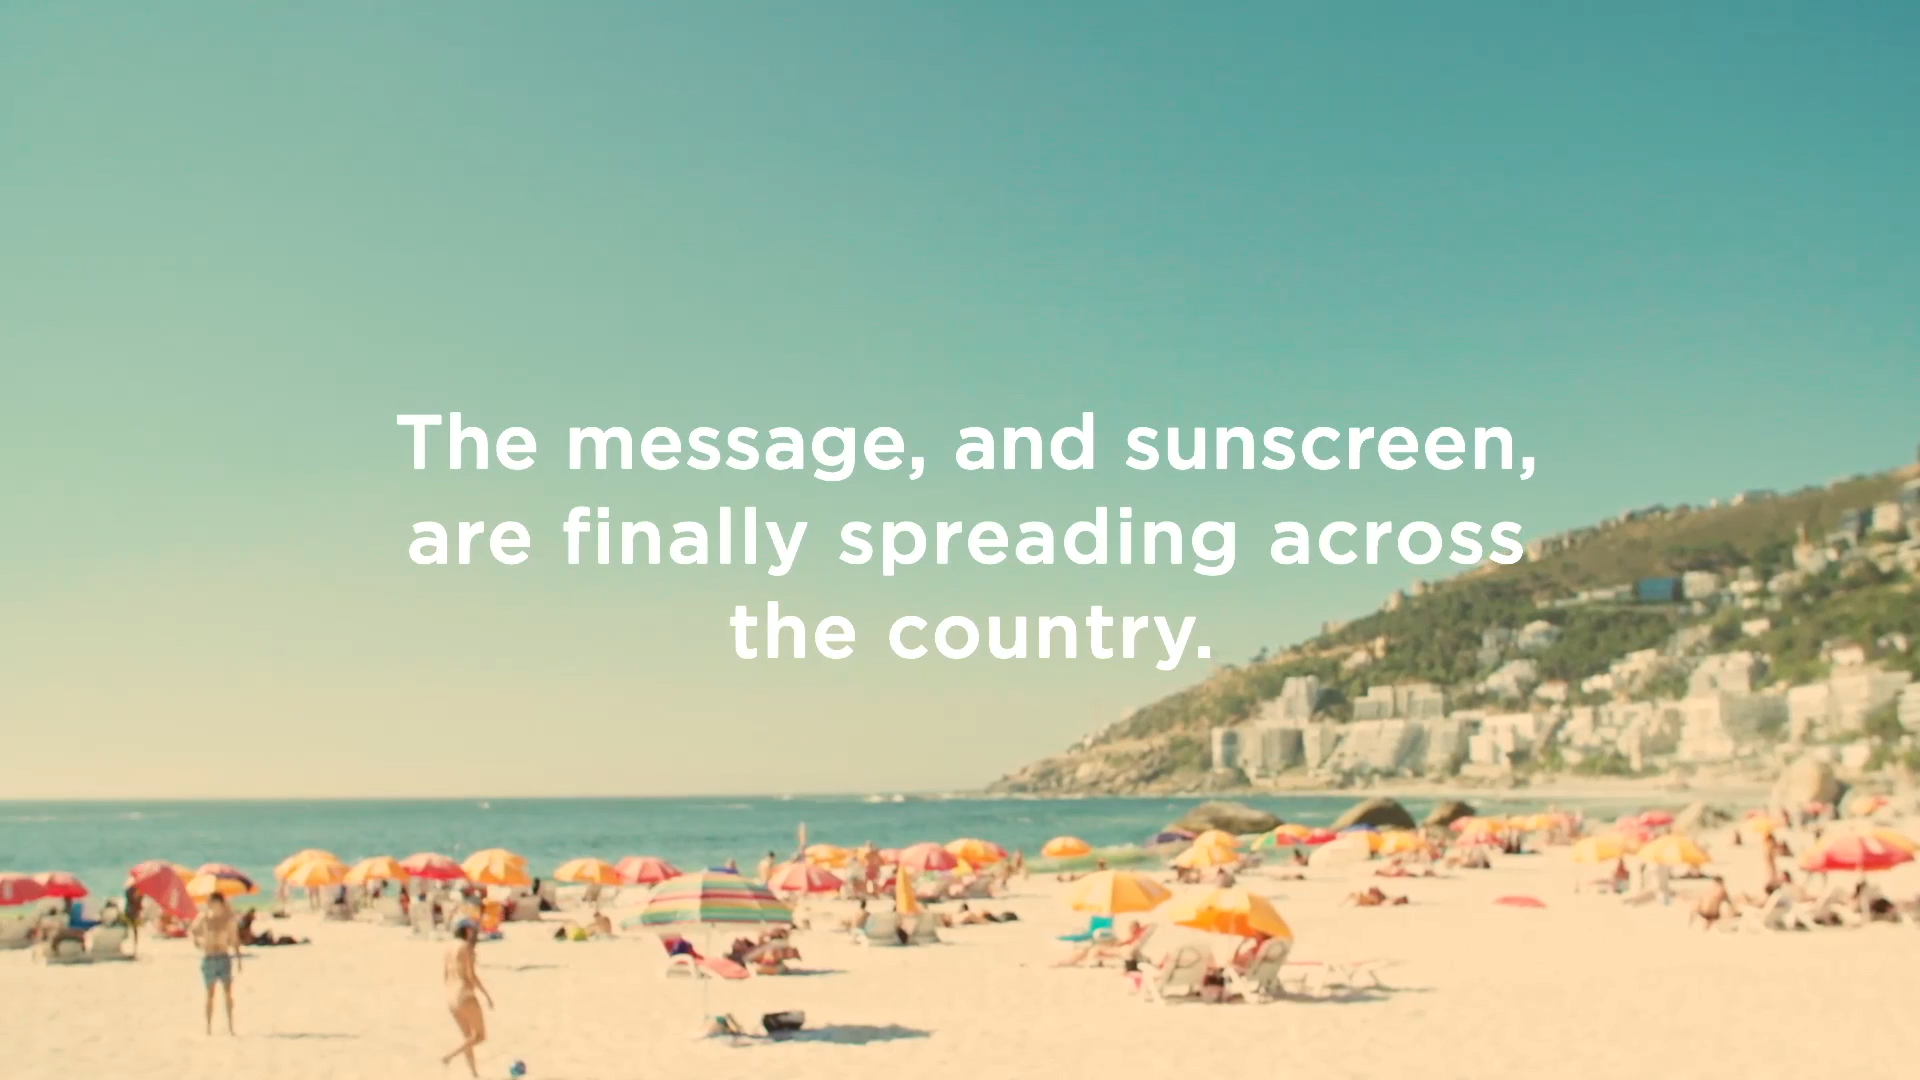 The message, and sunscreen,
are finally spreading across
the country.